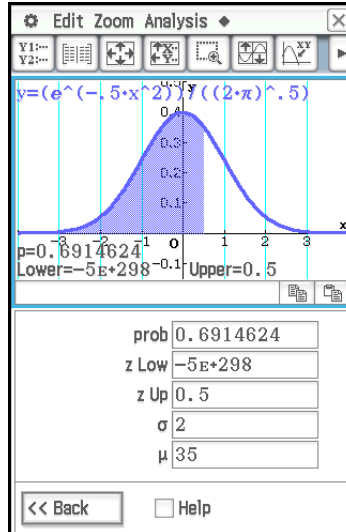 Edit Zoom Analysis
Y1:···
Y2:···
XY
y=(e^(-.5·x^2))/((2·π)^.5)
0.5 y
0.4
0.3
0.2
0.1
x
-3 -2 -1 O 1 2 3
-0.1
p=0.6914624
Lower=-5E+298 Upper=0.5
prob 0.6914624
z Low -5E+298
z Up 0.5
σ 2
μ 35
<< Back Help